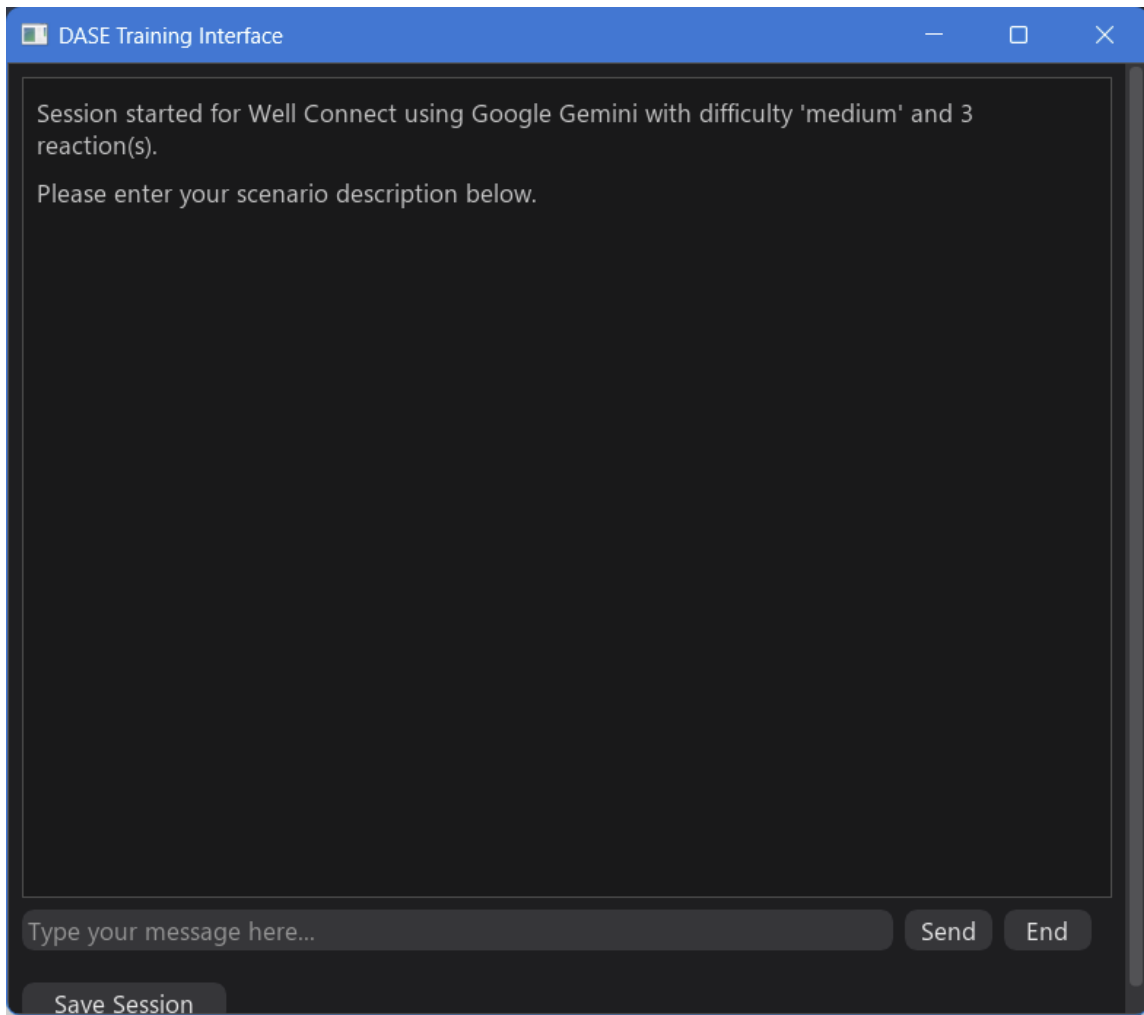 DASE Training Interface
Session started for Well Connect using Google Gemini with difficulty 'medium' and 3
reaction(s).
Please enter your scenario description below.
Type your message here...
Send
End
Save Session